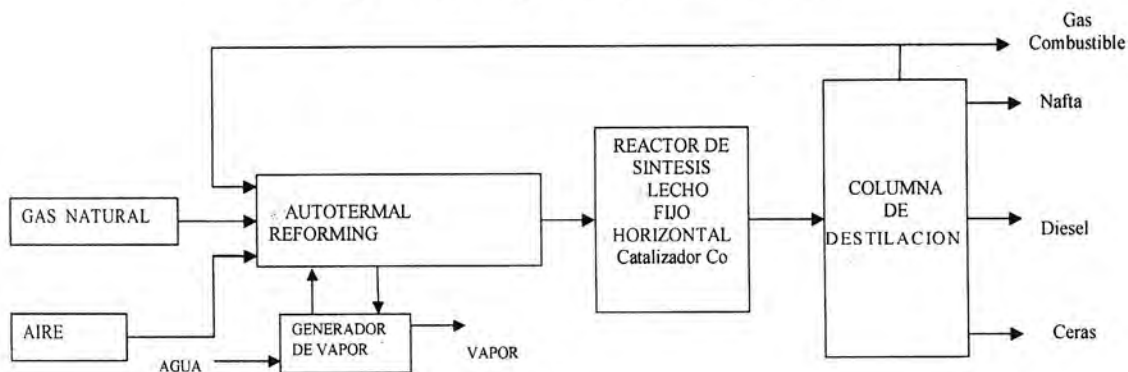 Gas
Combustible
Nafta
REACTOR DE
SINTESIS
LECHO
FIJO
HORIZONTAL
Catalizador Co
COLUMNA
DE
DESTILACION
GAS NATURAL
AUTOTERMAL
REFORMING
Diesel
AIRE
GENERADOR
DE VAPOR
VAPOR
AGUA
Ceras